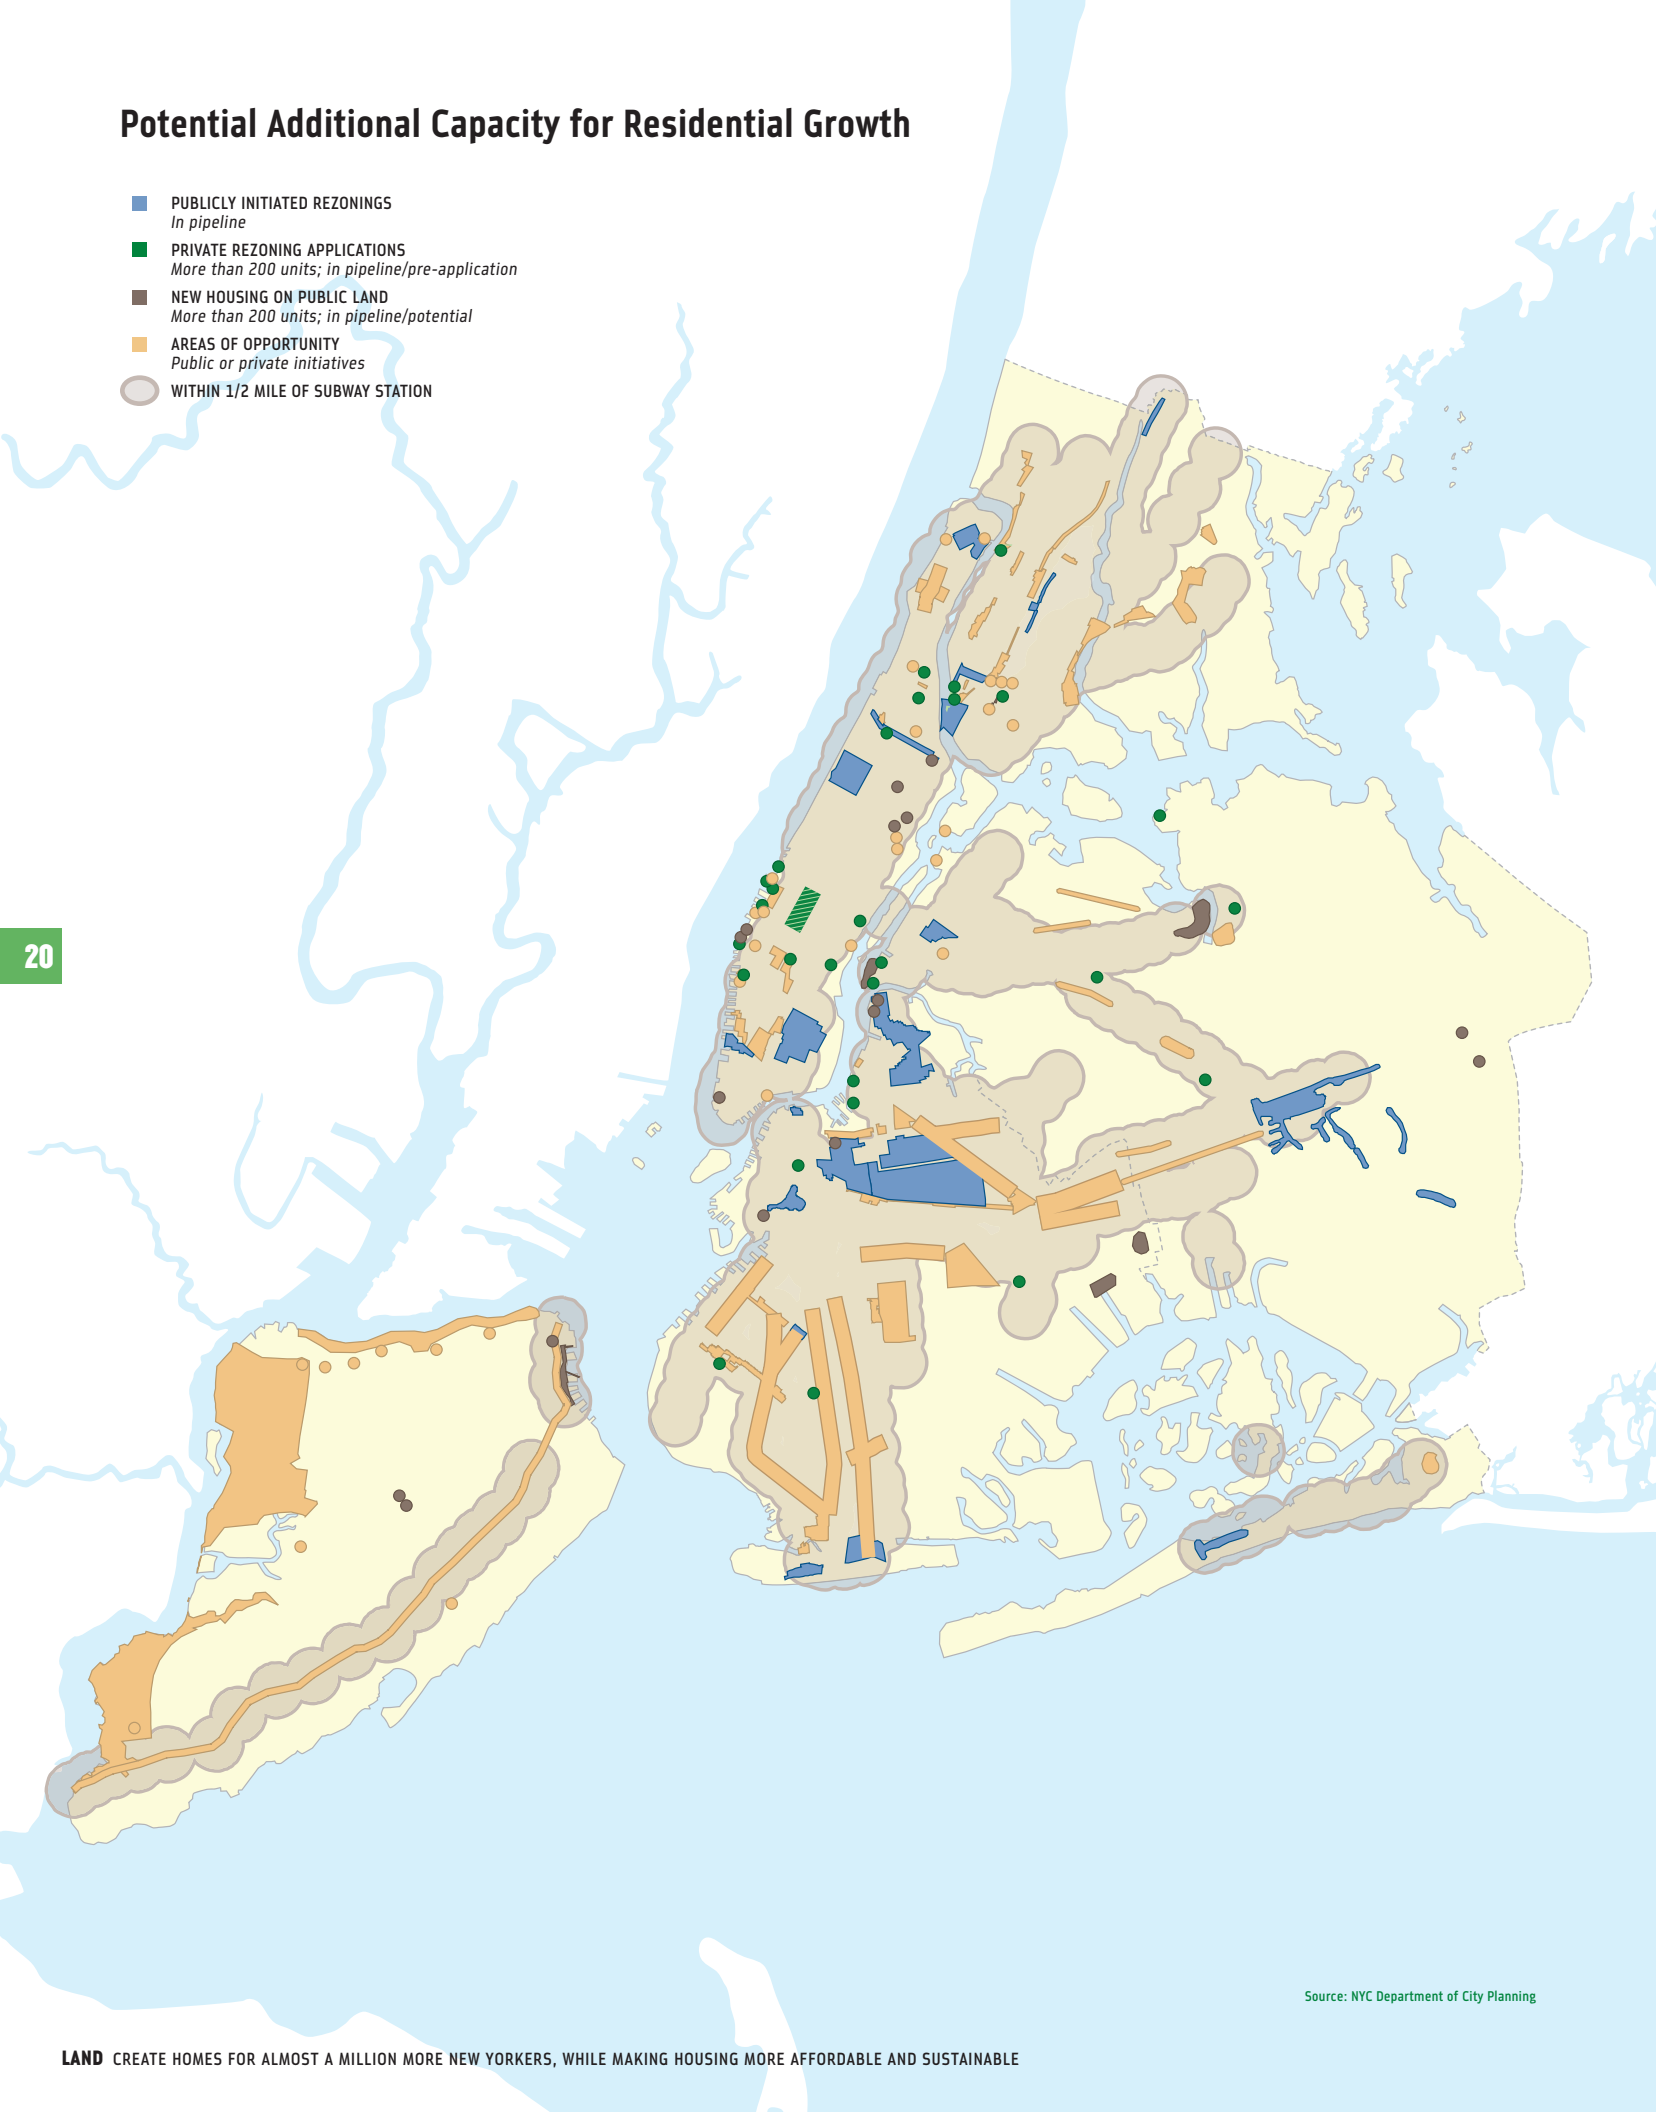 Potential Additional Capacity for Residential Growth
PUBLICLY INITIATED REZONINGS
In pipeline
PRIVATE REZONING APPLICATIONS
More than 200 units; in pipeline/pre-application
NEW HOUSING ON PUBLIC LAND
More than 200 units; in pipeline/potential
AREAS OF OPPORTUNITY
Public or private initiatives
WITHIN 1/2 MILE OF SUBWAY STATION
20
Source: NYC Department of City Planning
LAND CREATE HOMES FOR ALMOST A MILLION MORE NEW YORKERS, WHILE MAKING HOUSING MORE AFFORDABLE AND SUSTAINABLE